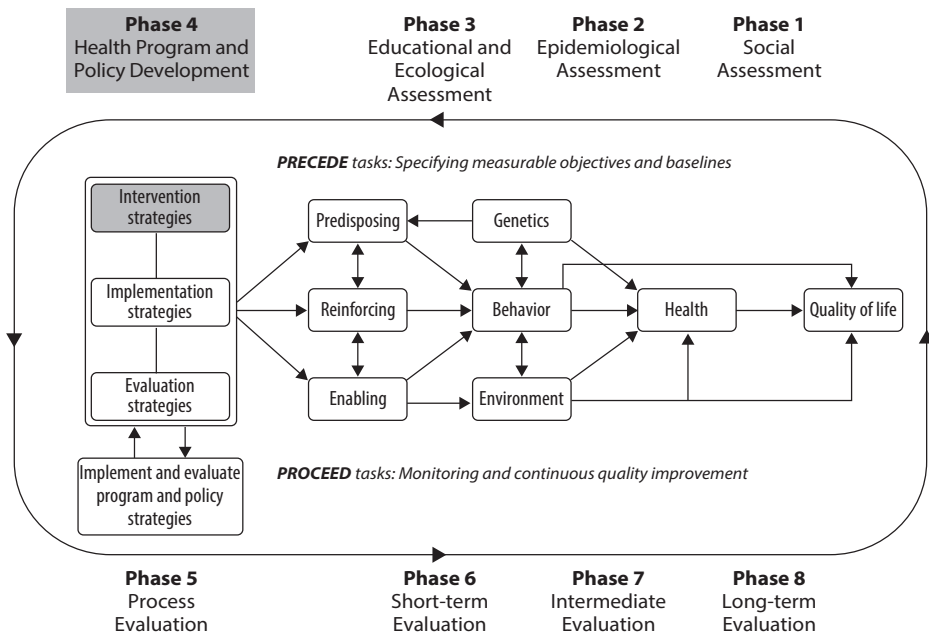 Phase 4
Health Program and
Policy Development
Phase 3
Educational and
Ecological
Assessment
Phase 2
Epidemiological
Assessment
Phase 1
Social
Assessment
PRECEDE tasks: Specifying measurable objectives and baselines
Intervention
strategies
Implementation
strategies
Evaluation
strategies
Implement and evaluate
program and policy
strategies
Predisposing
Reinforcing
Enabling
Genetics
Behavior
Environment
Health
Quality of life
PROCEED tasks: Monitoring and continuous quality improvement
Phase 5
Process
Evaluation
Phase 6
Short-term
Evaluation
Phase 7
Intermediate
Evaluation
Phase 8
Long-term
Evaluation